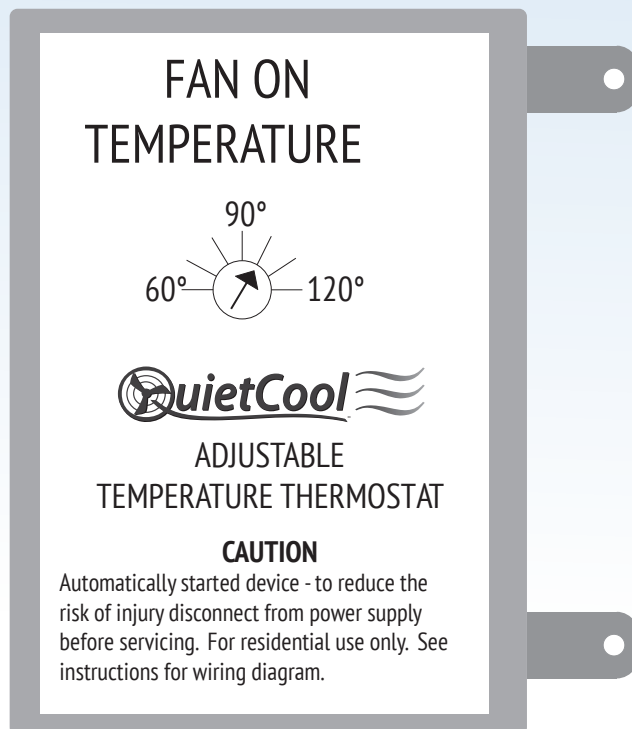 FAN ON
TEMPERATURE
90°
60° 120°
QuietCool
ADJUSTABLE
TEMPERATURE THERMOSTAT
CAUTION
Automatically started device - to reduce the
risk of injury disconnect from power supply
before servicing. For residential use only. See
instructions for wiring diagram.